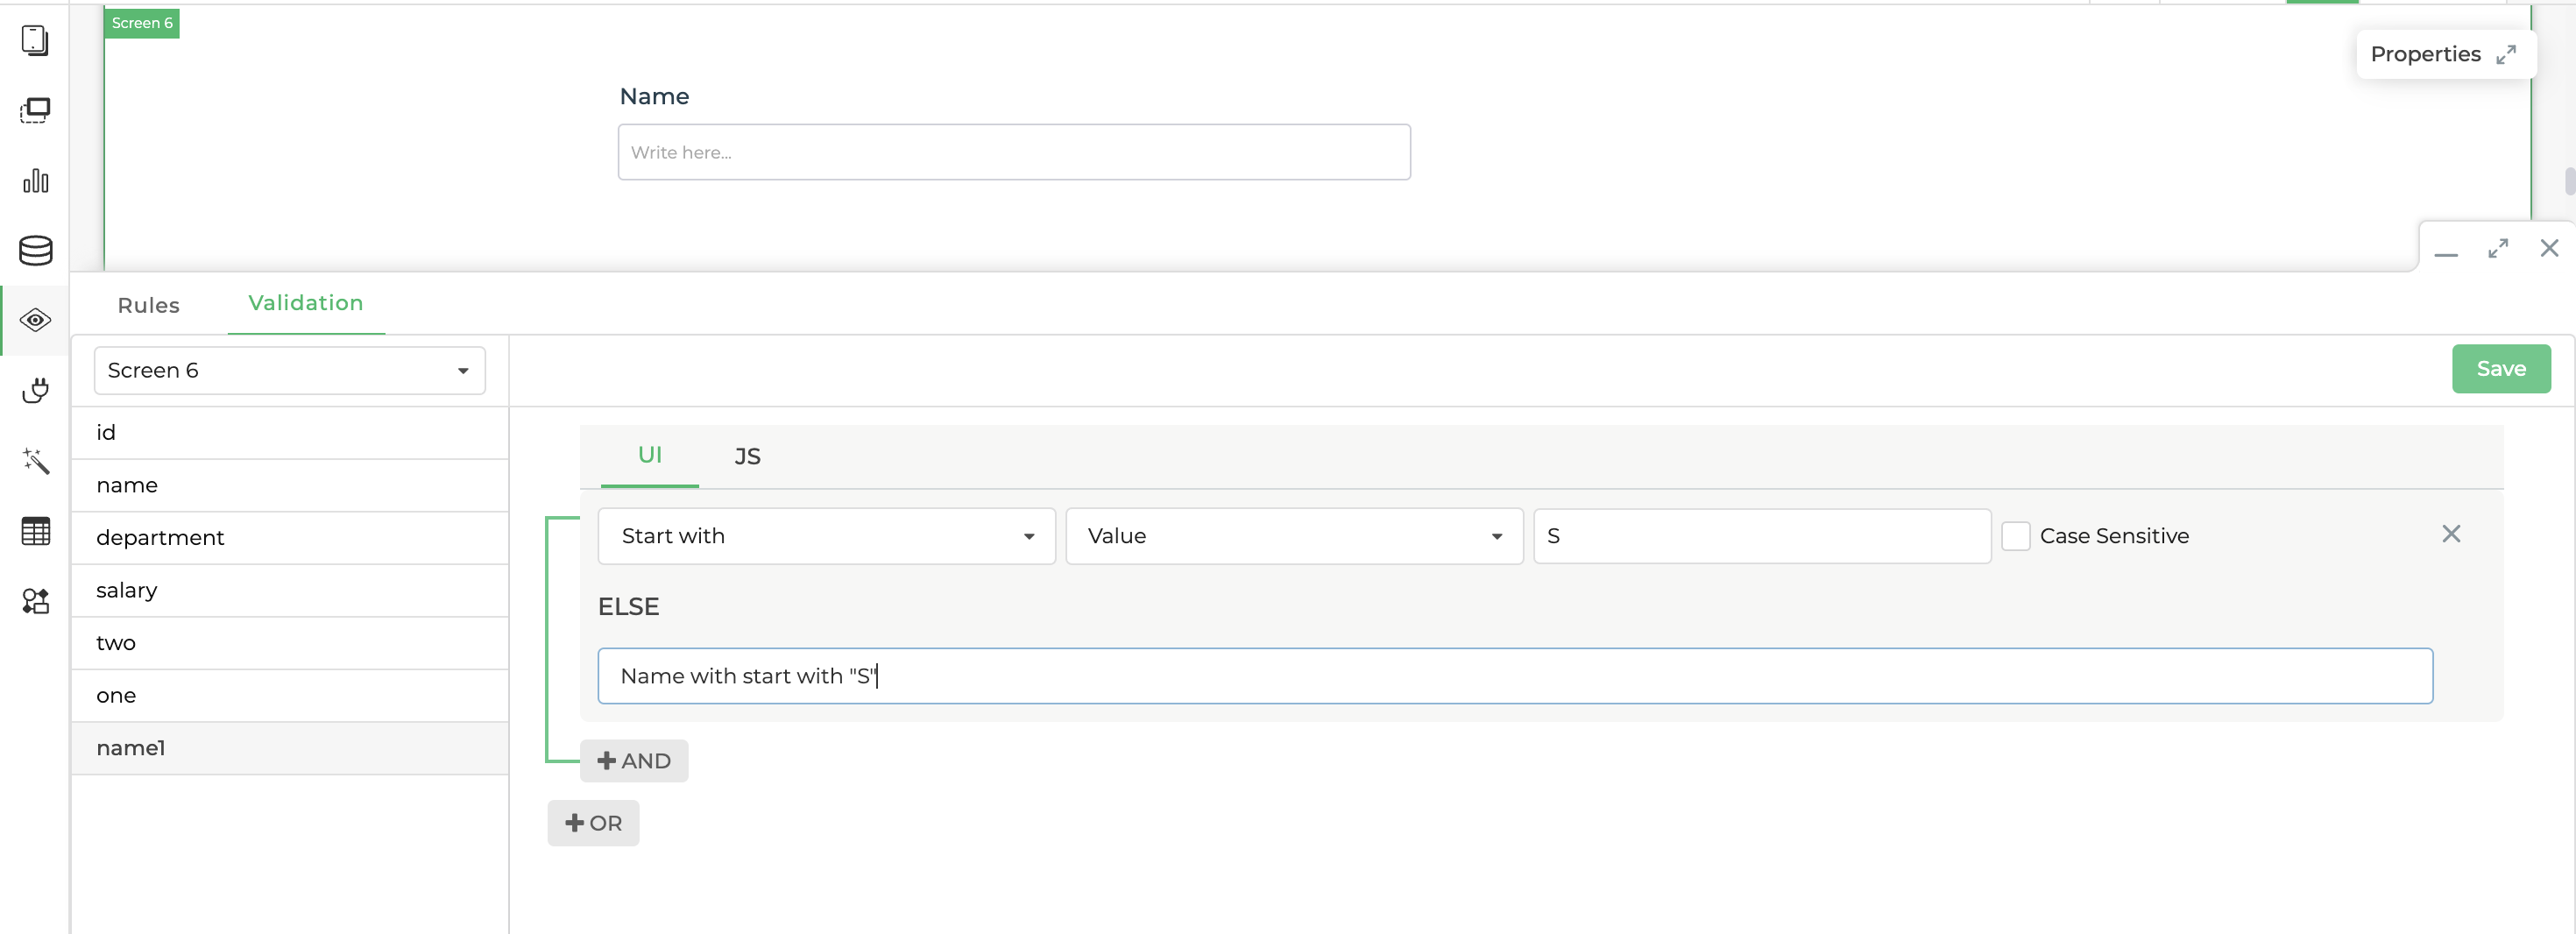 Screen 6
Properties
Name
Write here...
Rules
Validation
Screen 6
Save
id
name
department
salary
two
one
name1
UI
JS
Start with
Value
S
Case Sensitive
ELSE
Name with start with "S"
AND
OR